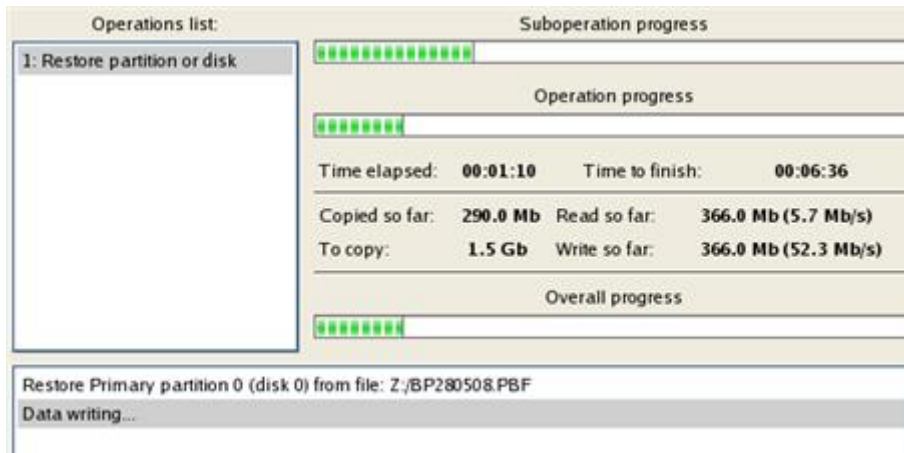 Operations list:
1: Restore partition or disk
Suboperation progress
Operation progress
Time elapsed: 00:01:10 Time to finish: 00:06:36
Copied so far: 290.0 Mb Read so far: 366.0 Mb (5.7 Mb/s)
To copy: 1.5 Gb Write so far: 366.0 Mb (52.3 Mb/s)
Overall progress
Restore Primary partition 0 (disk 0) from file: Z:/BP280508.PBF
Data writing...